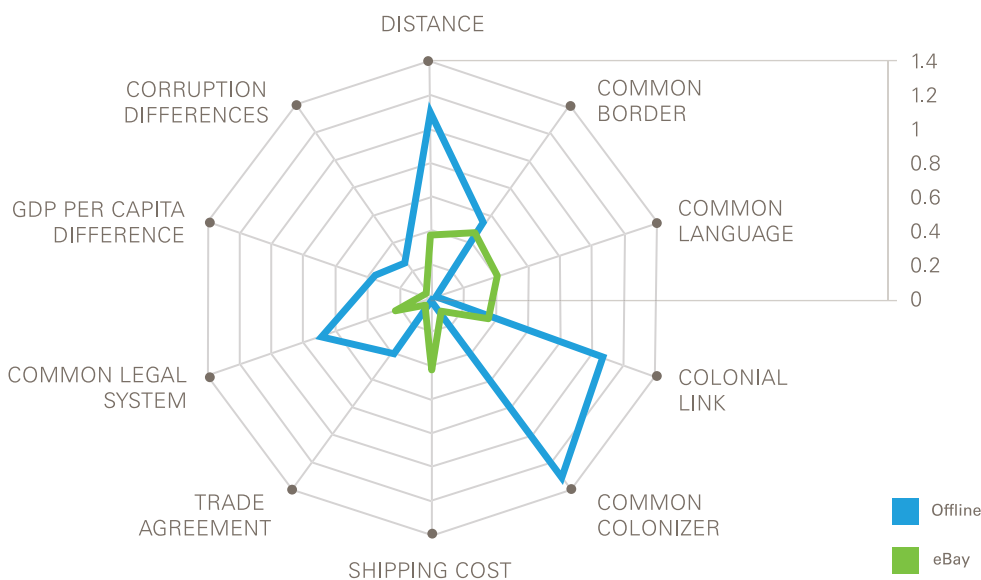 DISTANCE
CORRUPTION
DIFFERENCES
COMMON
BORDER
GDP PER CAPITA
DIFFERENCE
COMMON
LANGUAGE
COMMON LEGAL
SYSTEM
COLONIAL
LINK
TRADE
AGREEMENT
COMMON
COLONIZER
SHIPPING COST
1.4
1.2
1
0.8
0.6
0.4
0.2
0
Offline
eBay